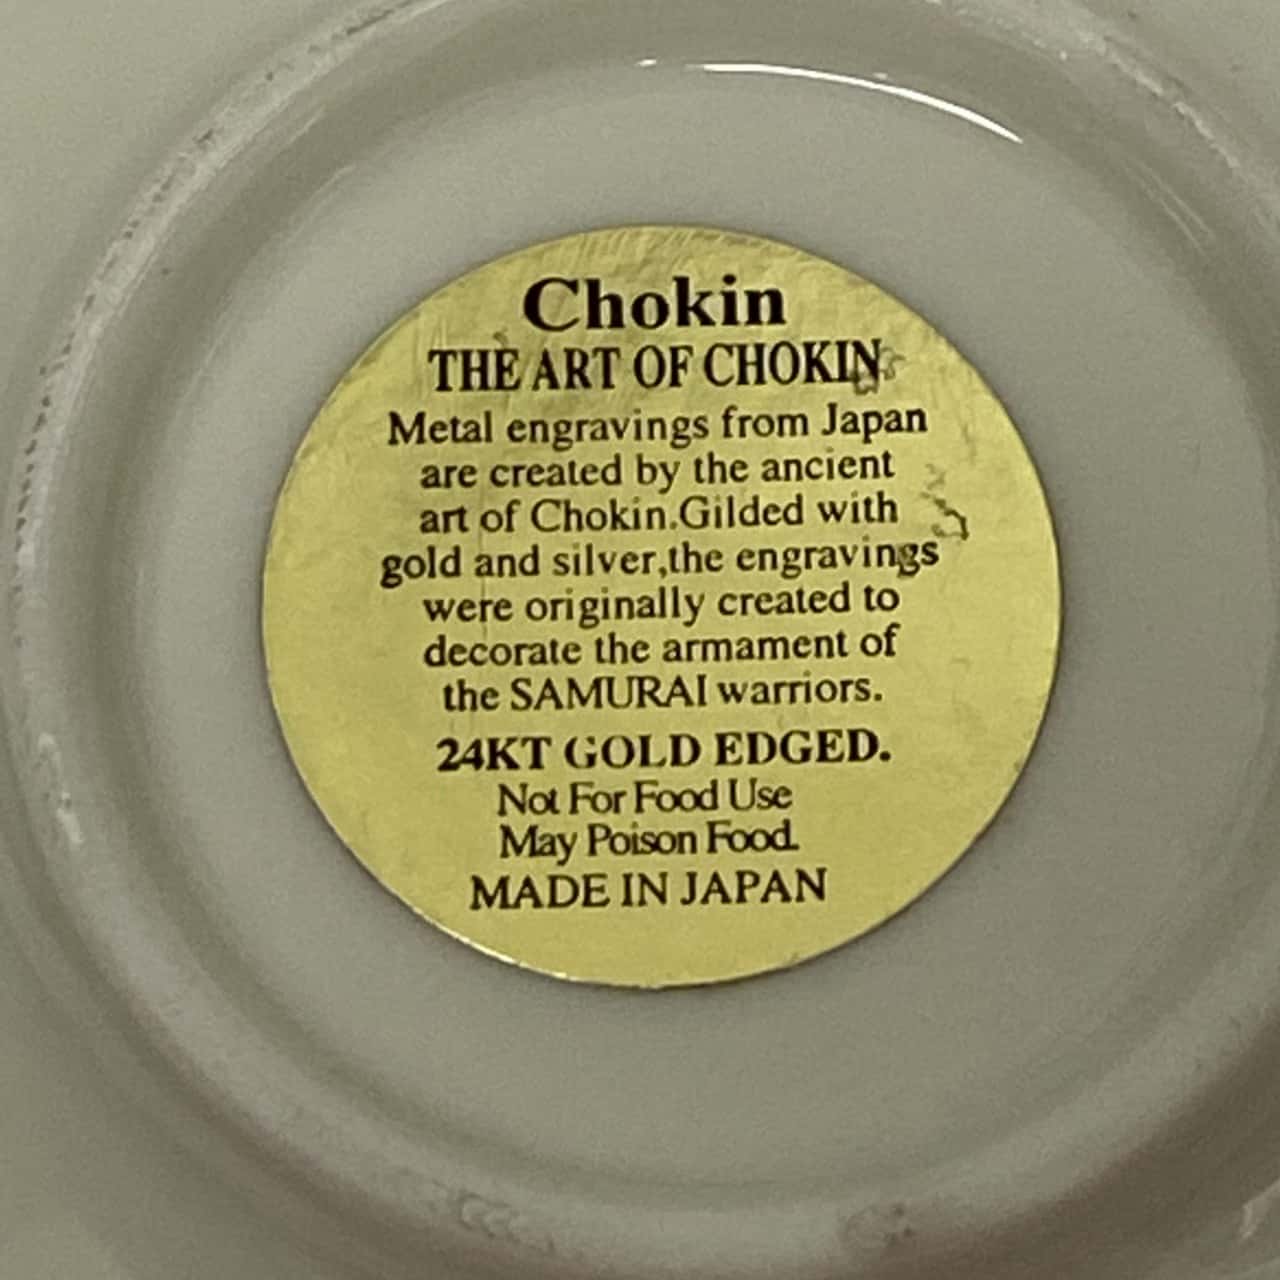 Chokin
THE ART OF CHOKIN
Metal engravings from Japan
are created by the ancient
art of Chokin.Gilded with
gold and silver,the engravings
were originally created to
decorate the armament of
the SAMURAI warriors.
24KT GOLD EDGED.
Not For Food Use
May Poison Food.
MADE IN JAPAN